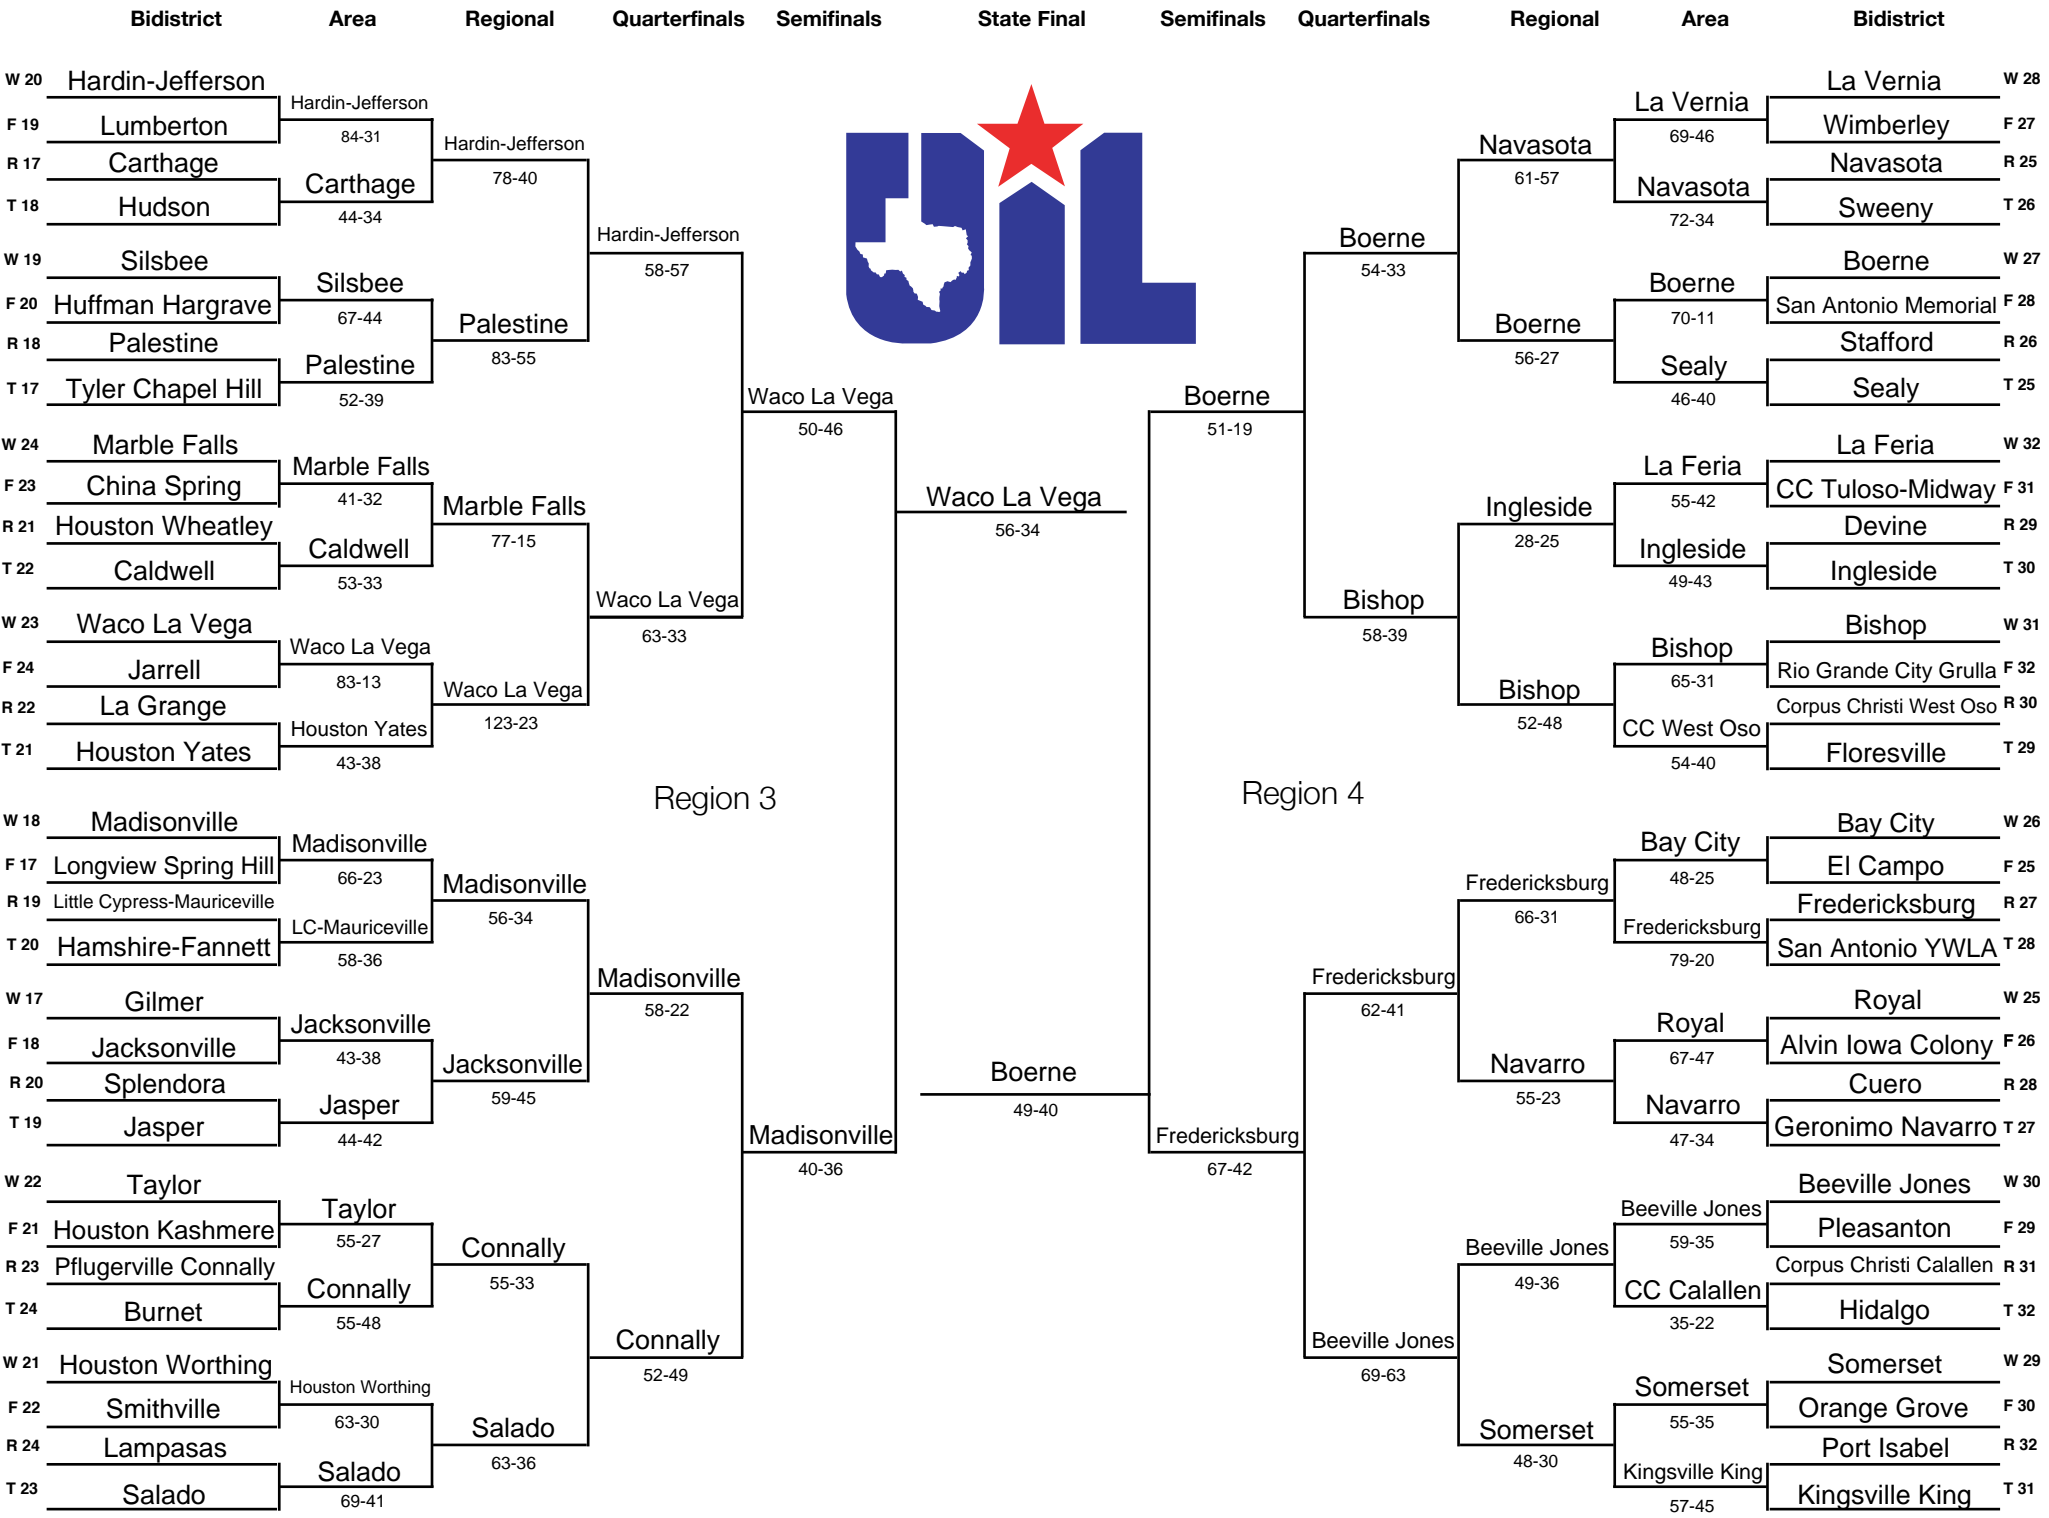 Bidistrict Area Regional Quarterfinals Semifinals State Final Semifinals Quarterfinals Regional Area Bidistrict
W 20 Hardin-Jefferson
F 19 Lumberton
R 17 Carthage
T 18 Hudson
W 19 Silsbee
F 20 Huffman Hargrave
R 18 Palestine
T 17 Tyler Chapel Hill
W 24 Marble Falls
F 23 China Spring
R 21 Houston Wheatley
T 22 Caldwell
W 23 Waco La Vega
F 24 Jarrell
R 22 La Grange
T 21 Houston Yates
W 18 Madisonville
F 17 Longview Spring Hill
R 19 Little Cypress-Mauriceville
T 20 Hamshire-Fannett
W 17 Gilmer
F 18 Jacksonville
R 20 Splendora
T 19 Jasper
W 22 Taylor
F 21 Houston Kashmere
R 23 Pflugerville Connally
T 24 Burnet
W 21 Houston Worthing
F 22 Smithville
R 24 Lampasas
T 23 Salado
Hardin-Jefferson
84-31
Carthage
44-34
Silsbee
67-44
Palestine
52-39
Marble Falls
41-32
Caldwell
53-33
Waco La Vega
83-13
Houston Yates
43-38
Madisonville
66-23
LC-Mauriceville
58-36
Jacksonville
43-38
Jasper
44-42
Taylor
55-27
Connally
55-48
Houston Worthing
63-30
Salado
69-41
Hardin-Jefferson
78-40
Palestine
83-55
Marble Falls
77-15
Waco La Vega
123-23
Madisonville
56-34
Jacksonville
59-45
Connally
55-33
Salado
63-36
Hardin-Jefferson
58-57
Waco La Vega
63-33
Region 3
Madisonville
58-22
Connally
52-49
Waco La Vega
50-46
Madisonville
40-36
UIL
Waco La Vega
56-34
Boerne
49-40
Boerne
51-19
Fredericksburg
67-42
Boerne
54-33
Bishop
58-39
Region 4
Fredericksburg
62-41
Beeville Jones
69-63
Navasota
61-57
Boerne
56-27
Ingleside
28-25
Bishop
52-48
Fredericksburg
66-31
Navarro
55-23
Beeville Jones
49-36
Somerset
48-30
La Vernia
69-46
Navasota
72-34
Boerne
70-11
Sealy
46-40
La Feria
55-42
Ingleside
49-43
Bishop
65-31
CC West Oso
54-40
Bay City
48-25
Fredericksburg
79-20
Royal
67-47
Navarro
47-34
Beeville Jones
59-35
CC Calallen
35-22
Somerset
55-35
Kingsville King
57-45
La Vernia W 28
Wimberley F 27
Navasota R 25
Sweeny T 26
Boerne W 27
San Antonio Memorial F 28
Stafford R 26
Sealy T 25
La Feria W 32
CC Tuloso-Midway F 31
Devine R 29
Ingleside T 30
Bishop W 31
Rio Grande City Grulla F 32
Corpus Christi West Oso R 30
Floresville T 29
Bay City W 26
El Campo F 25
Fredericksburg R 27
San Antonio YWLA T 28
Royal W 25
Alvin Iowa Colony F 26
Cuero R 28
Geronimo Navarro T 27
Beeville Jones W 30
Pleasanton F 29
Corpus Christi Calallen R 31
Hidalgo T 32
Somerset W 29
Orange Grove F 30
Port Isabel R 32
Kingsville King T 31